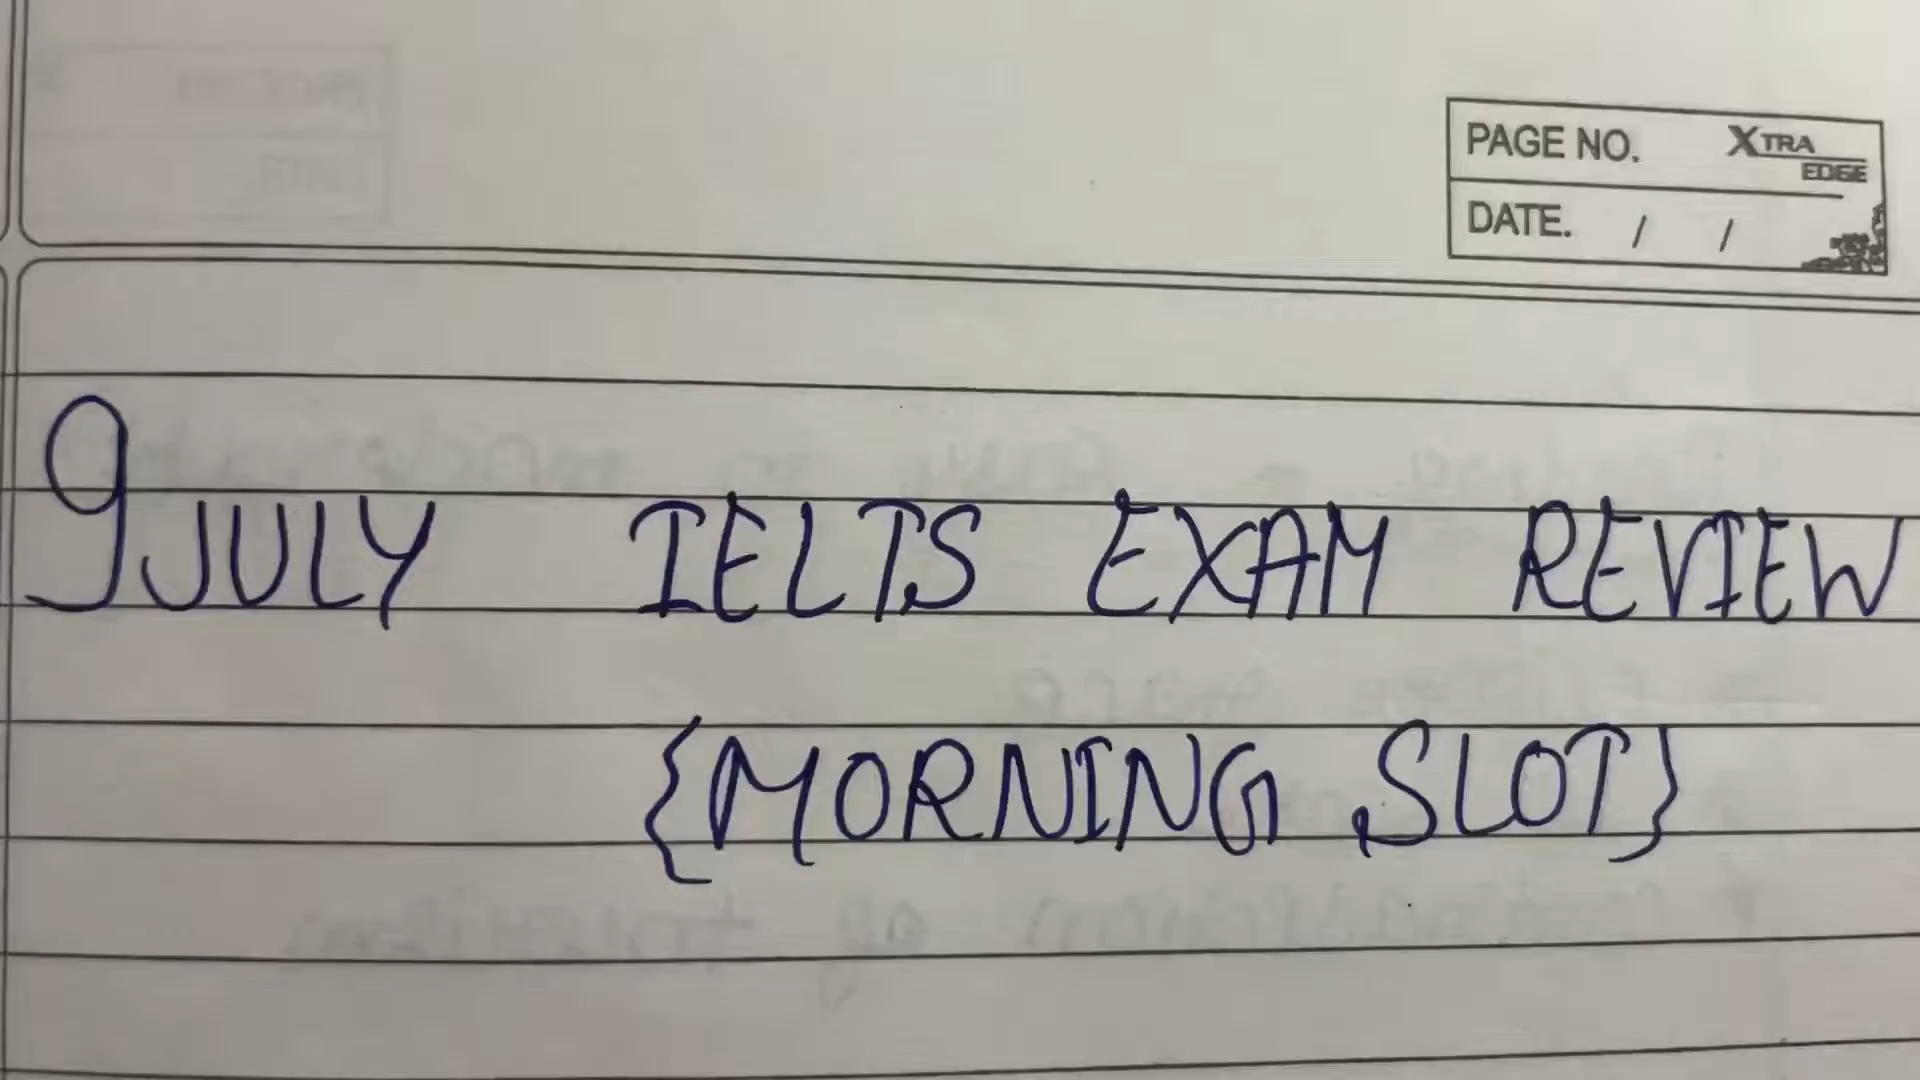 PAGE NO. XTRA EDGE
DATE. / /
9 JULY IELTS EXAM REVIEW
{MORNING SLOT}